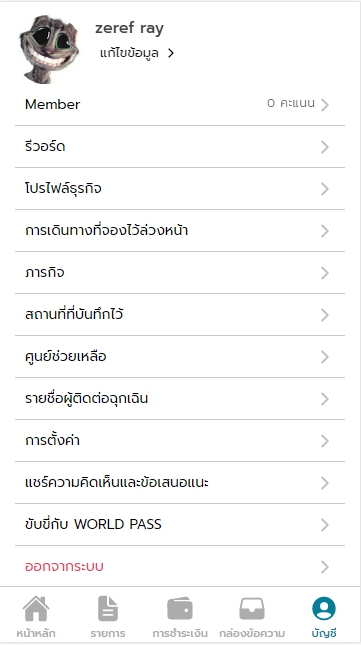 zeref ray
แก้ไขข้อมูล
Member 0 คะแนน
รีวอร์ด
โปรไฟล์ธุรกิจ
การเดินทางที่จองไว้ล่วงหน้า
ภารกิจ
สถานที่ที่บันทึกไว้
ศูนย์ช่วยเหลือ
รายชื่อผู้ติดต่อฉุกเฉิน
การตั้งค่า
แชร์ความคิดเห็นและข้อเสนอแนะ
ขับขี่กับ WORLD PASS
ออกจากระบบ
หน้าหลัก รายการ การชำระเงิน กล่องข้อความ บัญชี